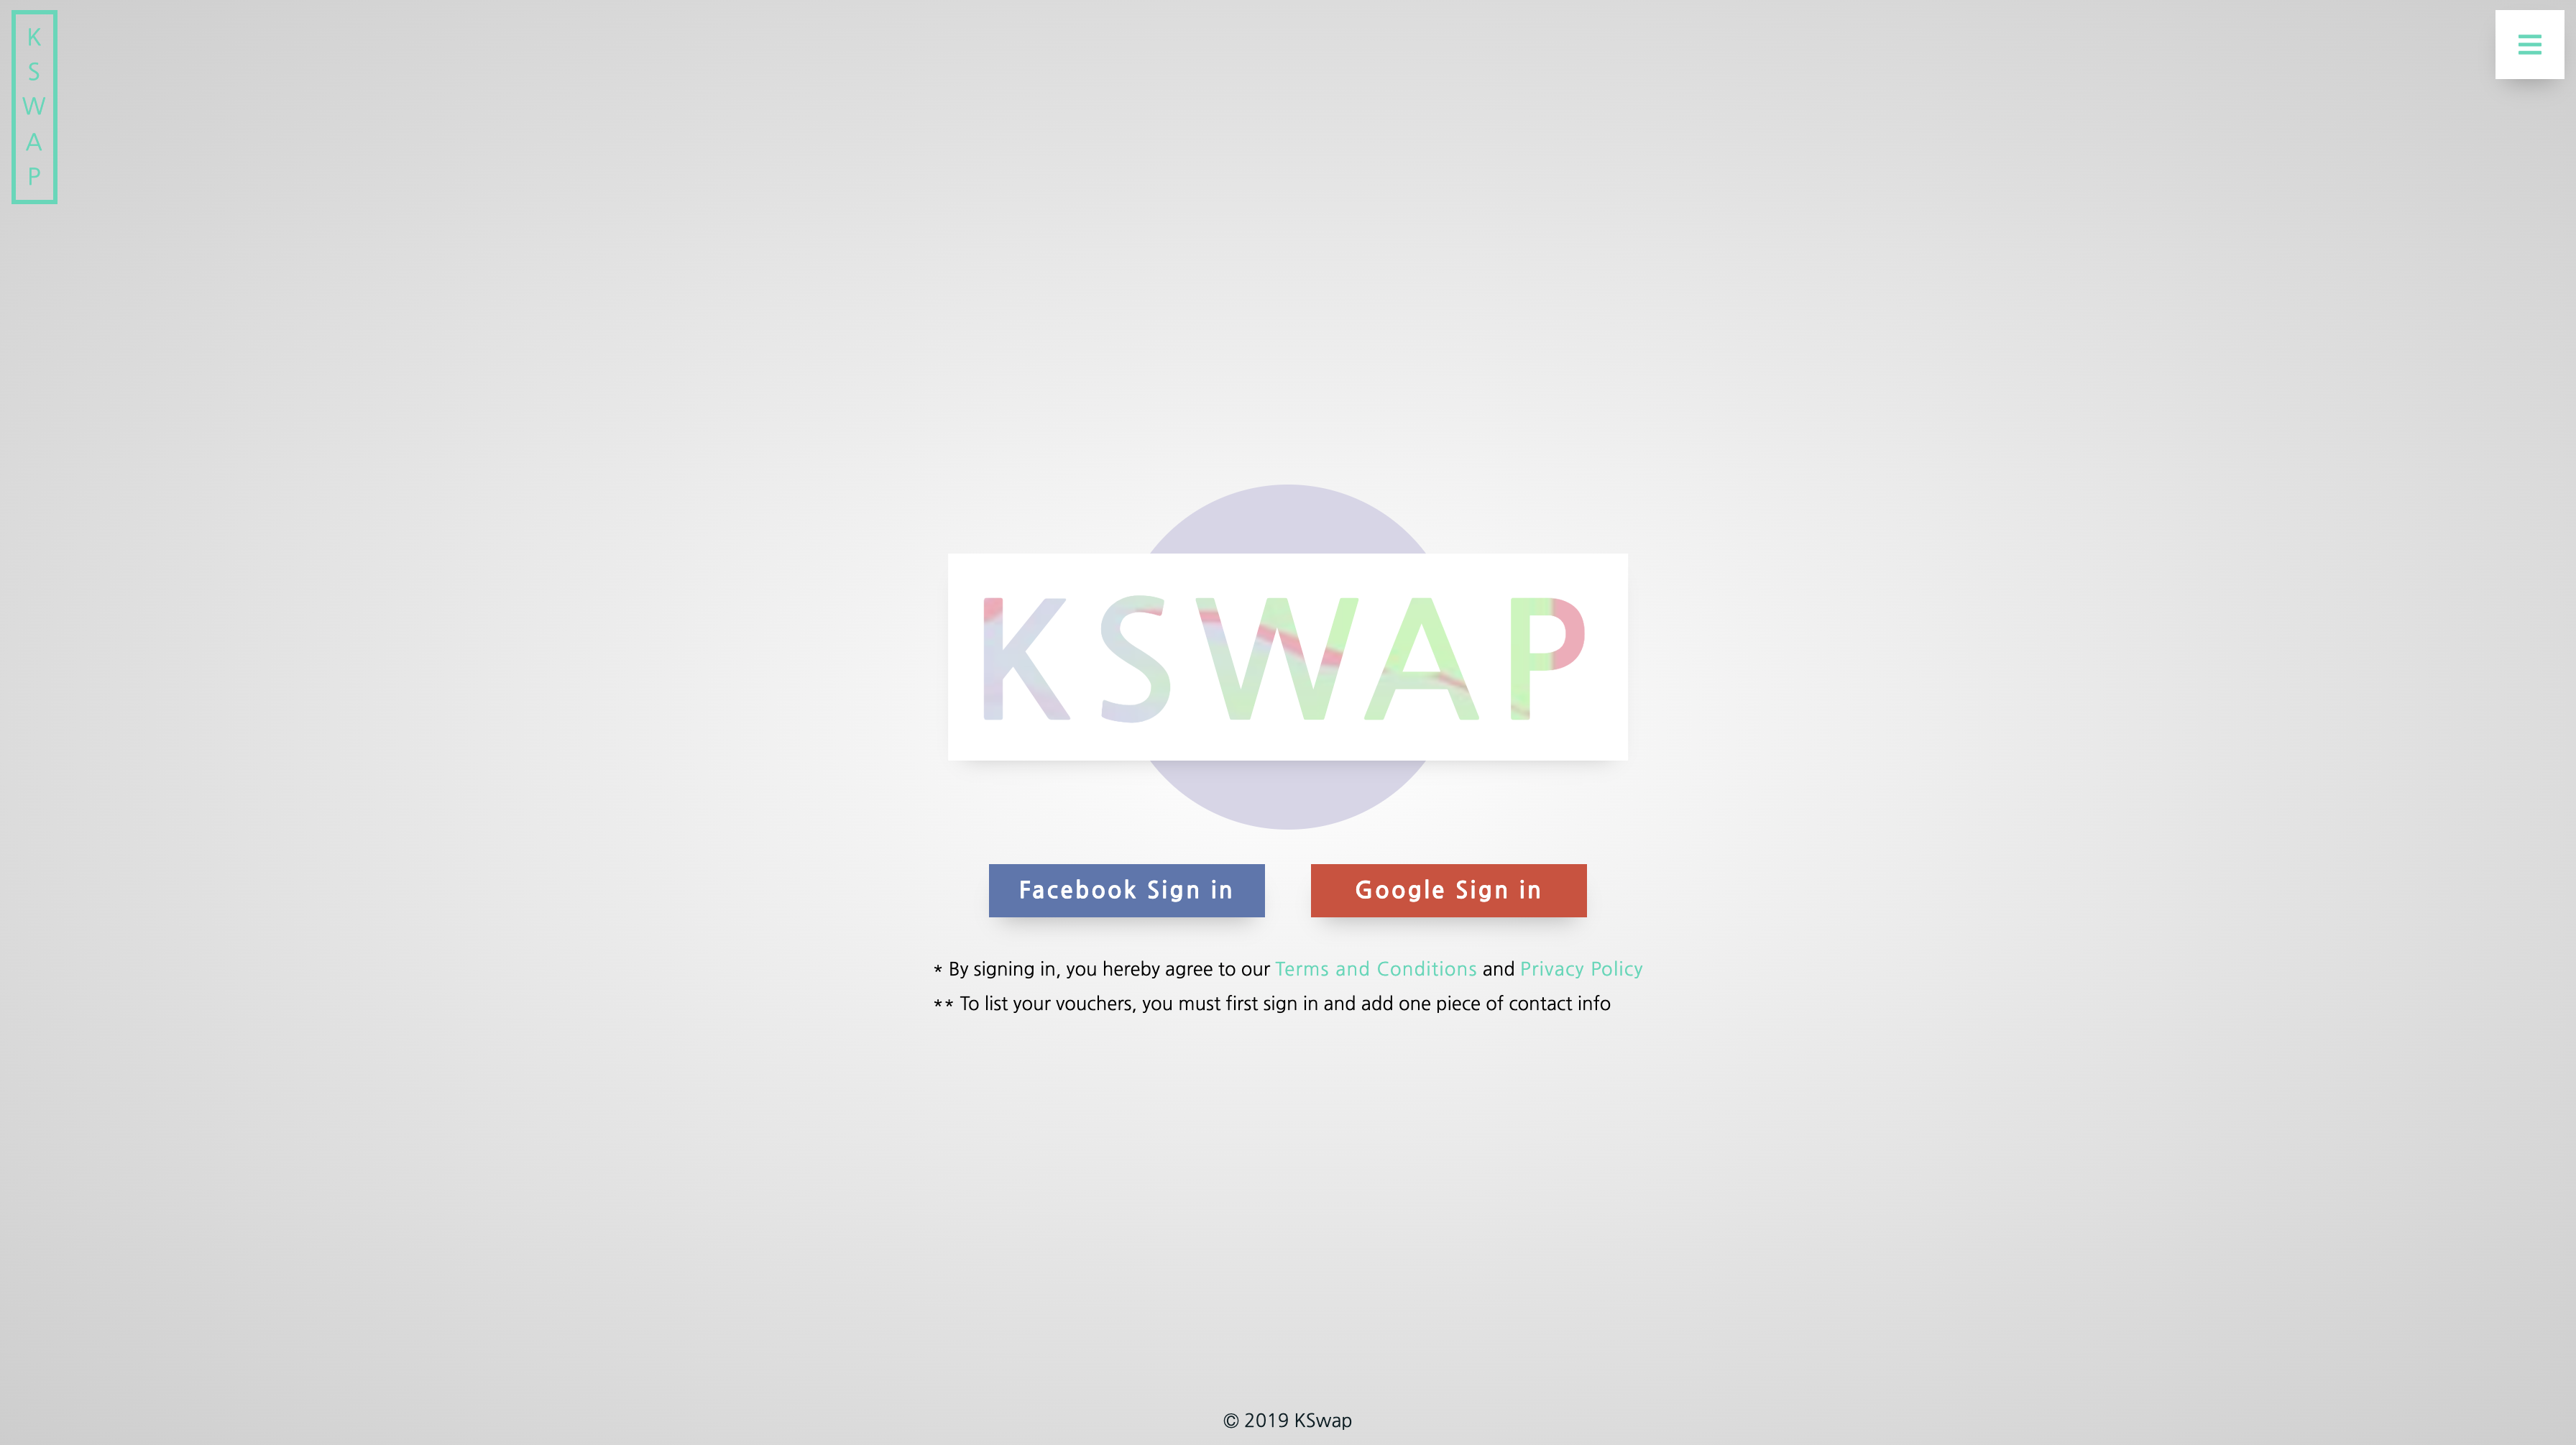 K
S
W
A
P
KSWAP
Facebook Sign in
Google Sign in
* By signing in, you hereby agree to our Terms and Conditions and Privacy Policy
** To list your vouchers, you must first sign in and add one piece of contact info
© 2019 KSwap